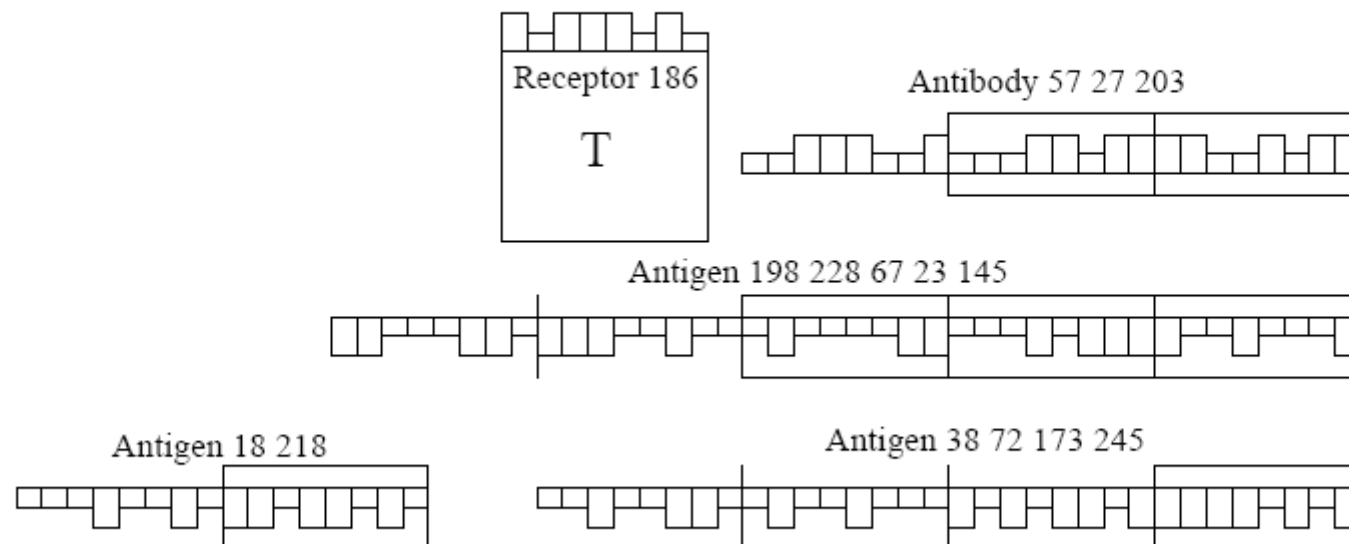 Receptor 186
T
Antibody 57 27 203
Antigen 198 228 67 23 145
Antigen 18 218
Antigen 38 72 173 245